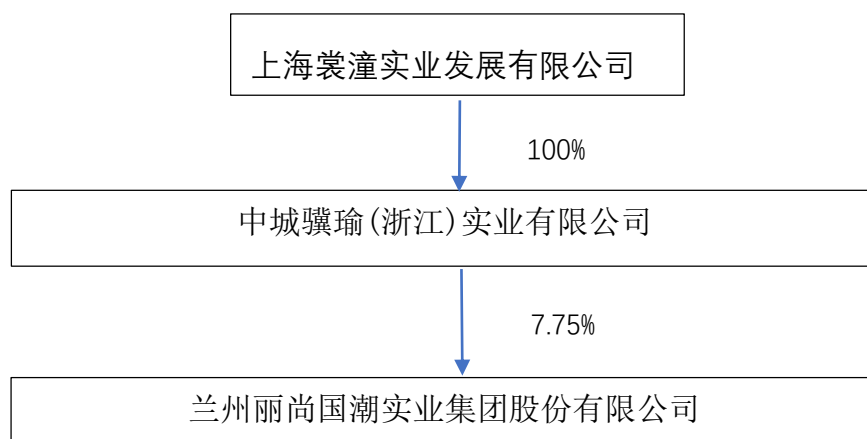 上海裳潼实业发展有限公司
100%
中城骥瑜(浙江)实业有限公司
7.75%
兰州丽尚国潮实业集团股份有限公司